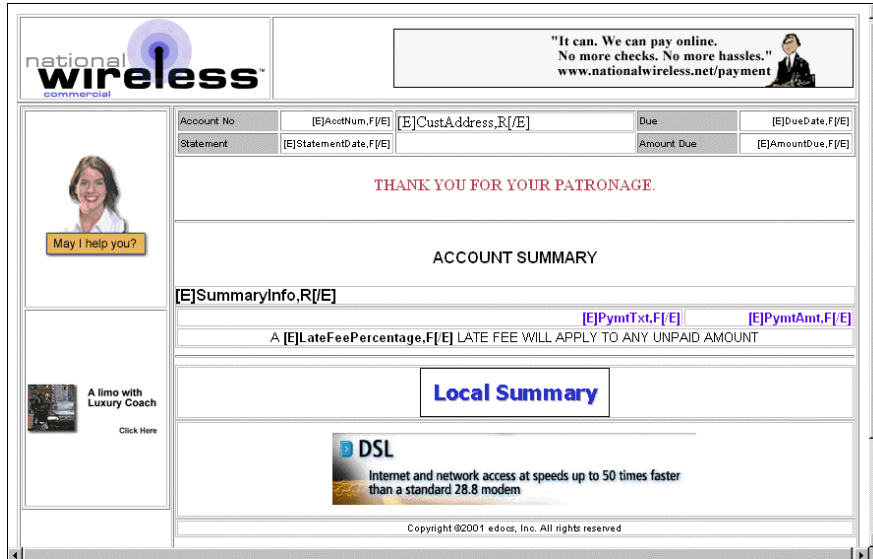 national
wireless
commercial
"It can. We can pay online.
No more checks. No more hassles."
www.nationalwireless.net/payment
Account No [E]AcctNum,F[/E] [E]CustAddress,R[/E] Due [E]DueDate,F[/E]
Statement [E]StatementDate,F[/E] Amount Due [E]AmountDue,F[/E]
May I help you?
THANK YOU FOR YOUR PATRONAGE.
ACCOUNT SUMMARY
[E]SummaryInfo,R[/E]
[E]PymtTxt,F[/E] [E]PymtAmt,F[/E]
A [E]LateFeePercentage,F[/E] LATE FEE WILL APPLY TO ANY UNPAID AMOUNT
A limo with
Luxury Coach
Click Here
Local Summary
DSL
Internet and network access at speeds up to 50 times faster
than a standard 28.8 modem
Copyright ©2001 edocs, Inc. All rights reserved